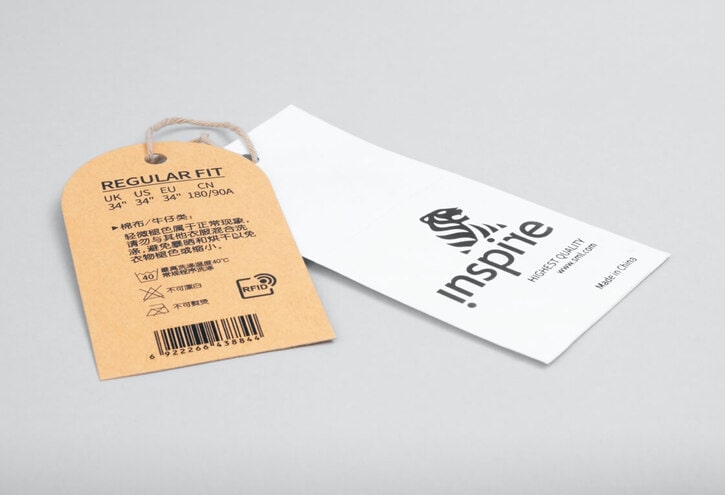 REGULAR FIT
UK US EU CN
34" 34" 34" 180/90A
▶棉布/牛仔类:
轻微褪色属于正常现象,
请勿与其他衣服混合洗
涤,避免暴晒和烘干以免
衣物褪色或缩小。
40 最高洗涤温度40°C
常规程序洗涤
不可漂白
不可熨烫
RFID
6 922266 438844
inspire
HIGHEST QUALITY
www.sml.com
Made in China